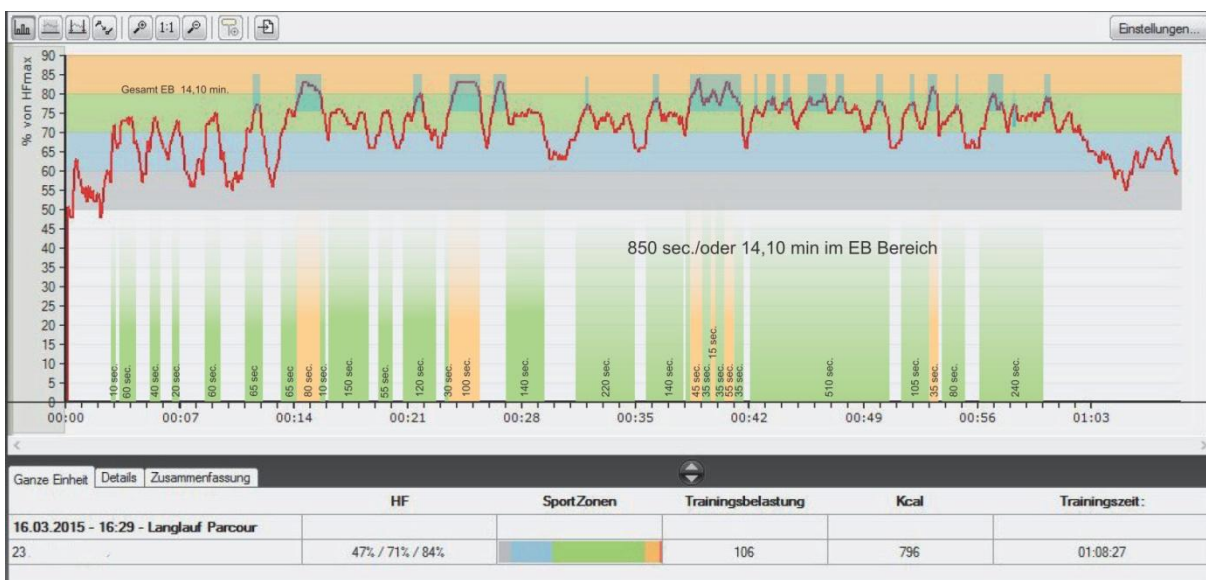 1:1
Einstellungen...
% von HFmax
90
85
80
75
70
65
60
55
50
45
40
35
30
25
20
15
10
5
0
Gesamt EB 14,10 min.
850 sec./oder 14,10 min im EB Bereich
10 sec.
60 sec.
40 sec.
20 sec.
60 sec.
65 sec
65 sec.
80 sec.
10 sec.
150 sec.
55 sec.
120 sec.
30 sec.
100 sec.
140 sec.
220 sec.
140 sec.
45 sec.
35 sec.
15 sec.
35 sec.
55 sec.
35 sec.
510 sec.
105 sec.
35 sec.
80 sec.
240 sec.
00:00 00:07 00:14 00:21 00:28 00:35 00:42 00:49 00:56 01:03
Ganze Einheit Details Zusammenfassung
HF SportZonen Trainingsbelastung Kcal Trainingszeit:
16.03.2015 - 16:29 - Langlauf Parcour
23 47% / 71% / 84% 106 796 01:08:27